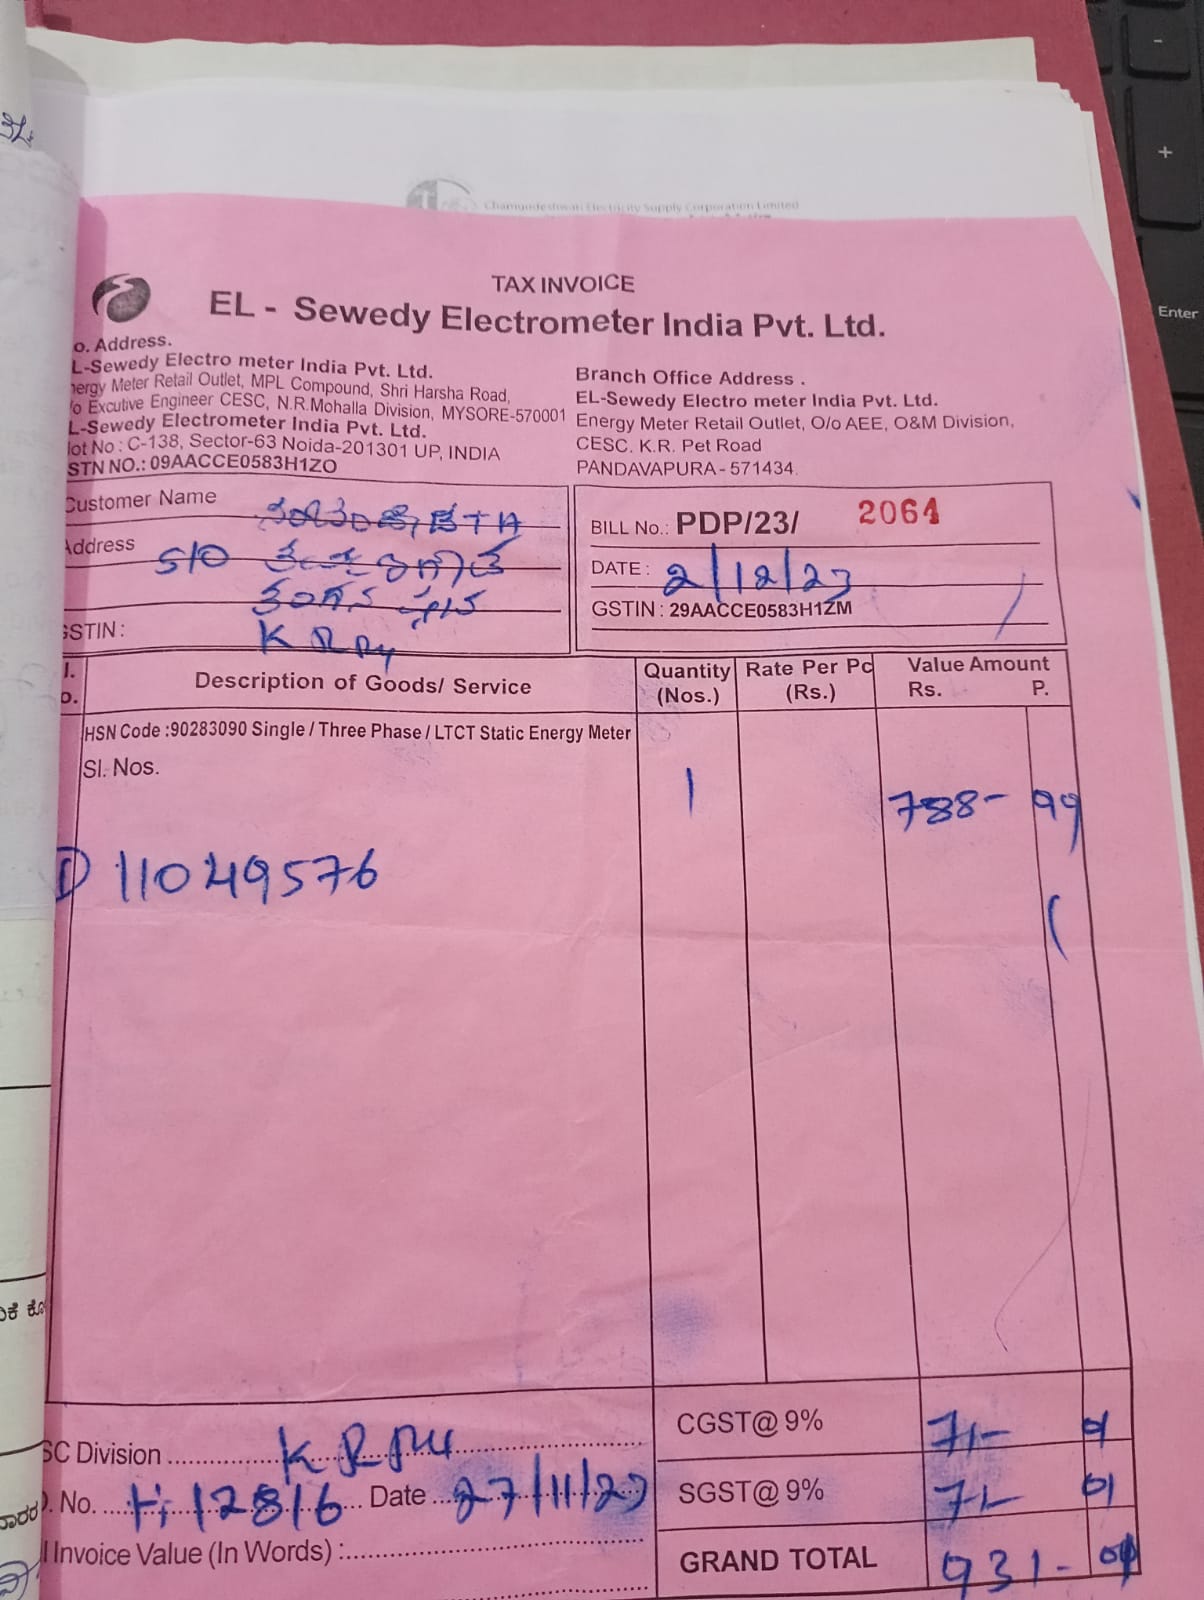 Chamundeshwari Electricity Supply Corporation Limited
TAX INVOICE
EL - Sewedy Electrometer India Pvt. Ltd.
o. Address.
L-Sewedy Electro meter India Pvt. Ltd.
nergy Meter Retail Outlet, MPL Compound, Shri Harsha Road,
/o Excutive Engineer CESC, N.R.Mohalla Division, MYSORE-570001
L-Sewedy Electrometer India Pvt. Ltd.
lot No : C-138, Sector-63 Noida-201301 UP, INDIA
STN NO.: 09AACCE0583H1ZO
Branch Office Address .
EL-Sewedy Electro meter India Pvt. Ltd.
Energy Meter Retail Outlet, O/o AEE, O&M Division,
CESC. K.R. Pet Road
PANDAVAPURA - 571434.
Customer Name
Address S/O
GSTIN : K R
BILL No.: PDP/23/ 2064
DATE : 2/12/23
GSTIN : 29AACCE0583H1ZM
Description of Goods/ Service
Quantity (Nos.)
Rate Per Pc (Rs.)
Value Amount
Rs. P.
HSN Code :90283090 Single / Three Phase / LTCT Static Energy Meter
Sl. Nos.
1 788- 99
11049576
SC Division K R
CGST@ 9% 71- 01
No. 12816 Date 27/11/23
SGST@ 9% 71- 01
Invoice Value (In Words) :
GRAND TOTAL 931- 01
Enter